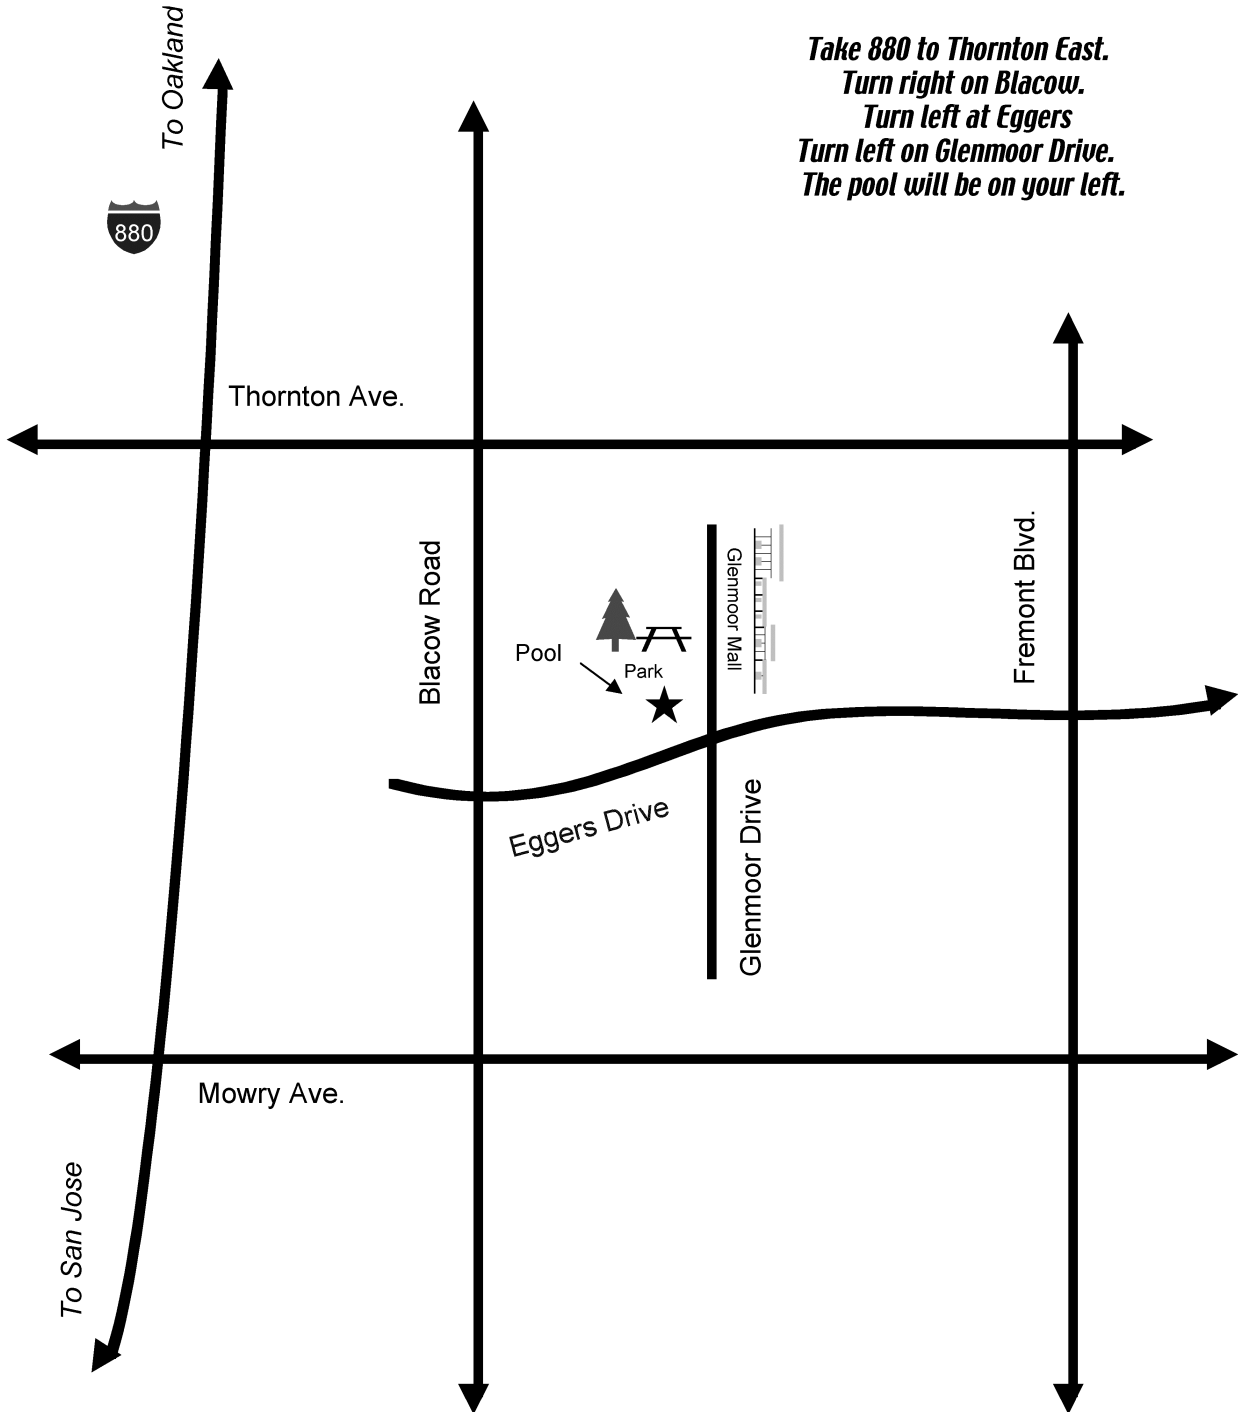 To Oakland
Take 880 to Thornton East.
Turn right on Blacow.
Turn left at Eggers
Turn left on Glenmoor Drive.
The pool will be on your left.
880
Thornton Ave.
Blacow Road
Glenmoor Mall
Fremont Blvd.
Pool
Park
Eggers Drive
Glenmoor Drive
Mowry Ave.
To San Jose